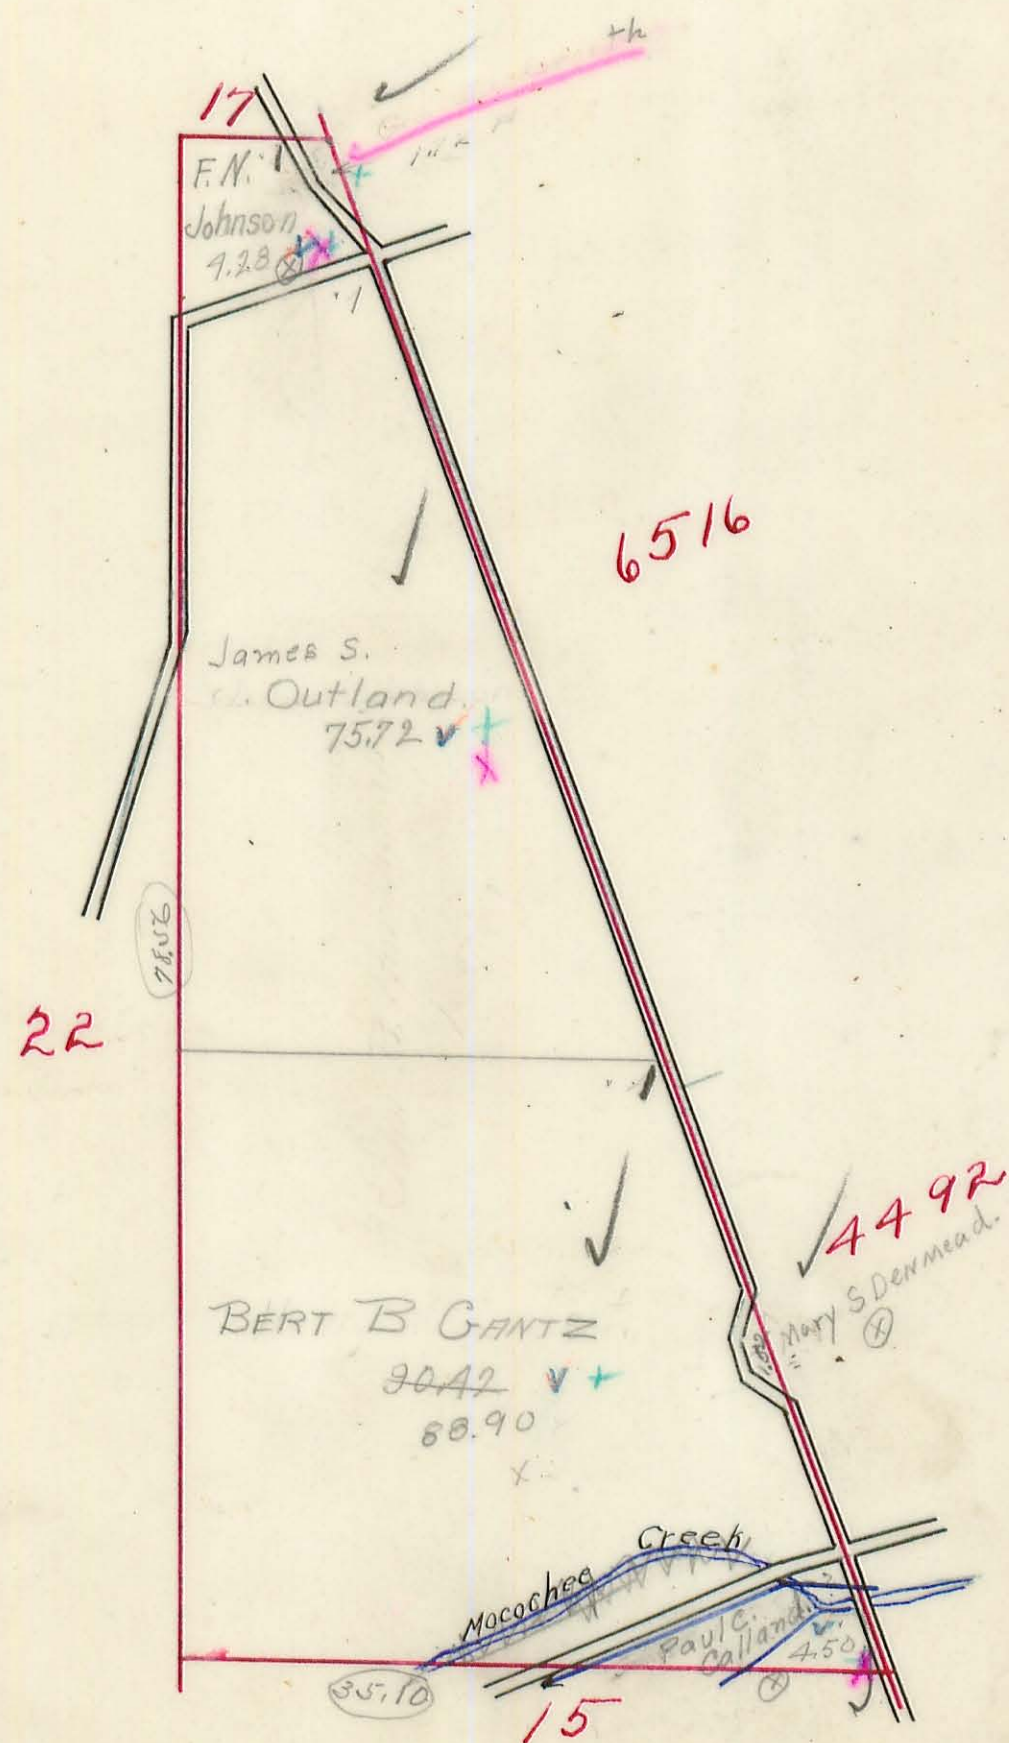 17
F.N.
Johnson
4.28
6516
James S.
Outland
75.72
22
4492
Mary S Denmead.
BERT B GANTZ
90.42
88.90
Mocochee Creek
Paul C.
Calland
4.50
35.10
15